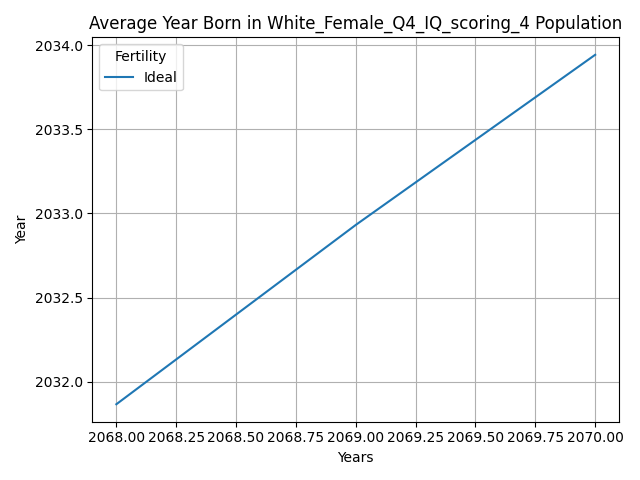 Average Year Born in White_Female_Q4_IQ_scoring_4 Population
2034.0
2033.5
2033.0
2032.5
2032.0
Year
Fertility
Ideal
2068.00 2068.25 2068.50 2068.75 2069.00 2069.25 2069.50 2069.75 2070.00
Years